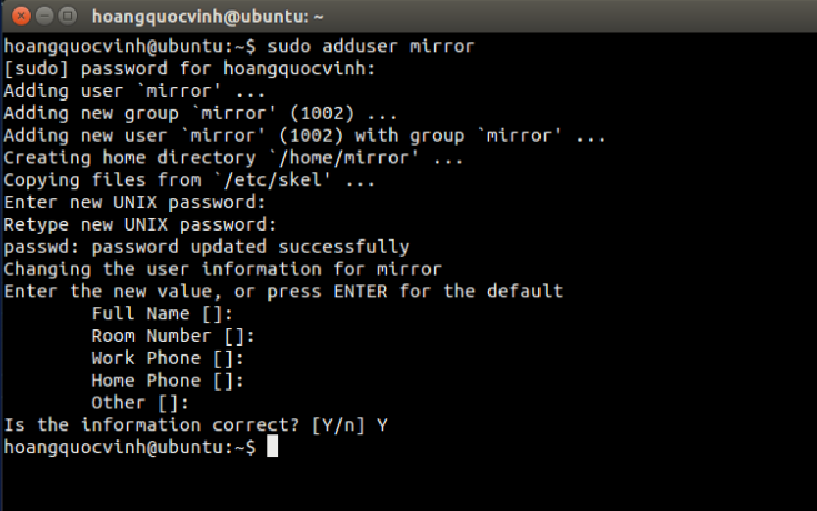 hoangquocvinh@ubuntu: ~
hoangquocvinh@ubuntu:~$ sudo adduser mirror
[sudo] password for hoangquocvinh:
Adding user `mirror' ...
Adding new group `mirror' (1002) ...
Adding new user `mirror' (1002) with group `mirror' ...
Creating home directory `/home/mirror' ...
Copying files from `/etc/skel' ...
Enter new UNIX password:
Retype new UNIX password:
passwd: password updated successfully
Changing the user information for mirror
Enter the new value, or press ENTER for the default
Full Name []:
Room Number []:
Work Phone []:
Home Phone []:
Other []:
Is the information correct? [Y/n] Y
hoangquocvinh@ubuntu:~$